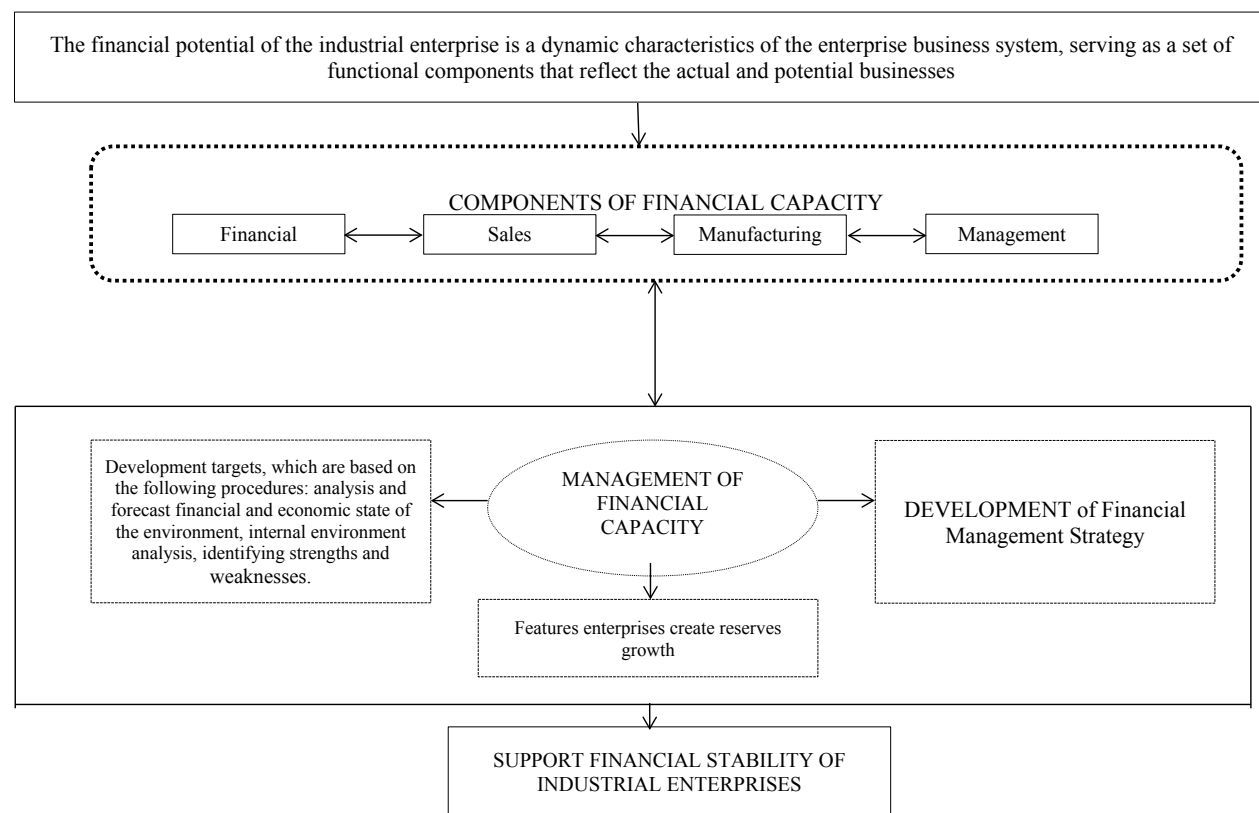 The financial potential of the industrial enterprise is a dynamic characteristics of the enterprise business system, serving as a set of
functional components that reflect the actual and potential businesses
COMPONENTS OF FINANCIAL CAPACITY
Financial
Sales
Manufacturing
Management
Development targets, which are based on
the following procedures: analysis and
forecast financial and economic state of
the environment, internal environment
analysis, identifying strengths and
weaknesses.
MANAGEMENT OF
FINANCIAL
CAPACITY
DEVELOPMENT of Financial
Management Strategy
Features enterprises create reserves
growth
SUPPORT FINANCIAL STABILITY OF
INDUSTRIAL ENTERPRISES